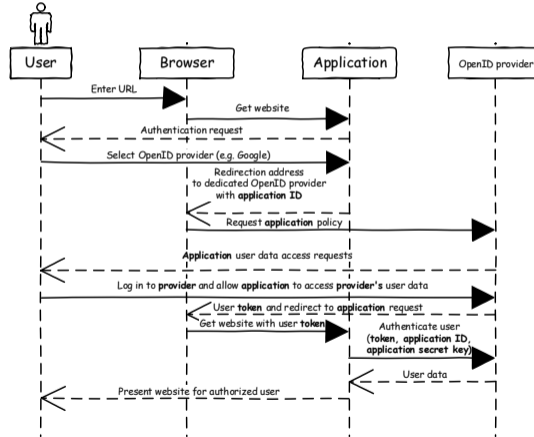 User
Browser
Application
OpenID provider
Enter URL
Get website
Authentication request
Select OpenID provider (e.g. Google)
Redirection address
to dedicated OpenID provider
with application ID
Request application policy
Application user data access requests
Log in to provider and allow application to access provider's user data
User token and redirect to application request
Get website with user token
Authenticate user
(token, application ID,
application secret key)
User data
Present website for authorized user